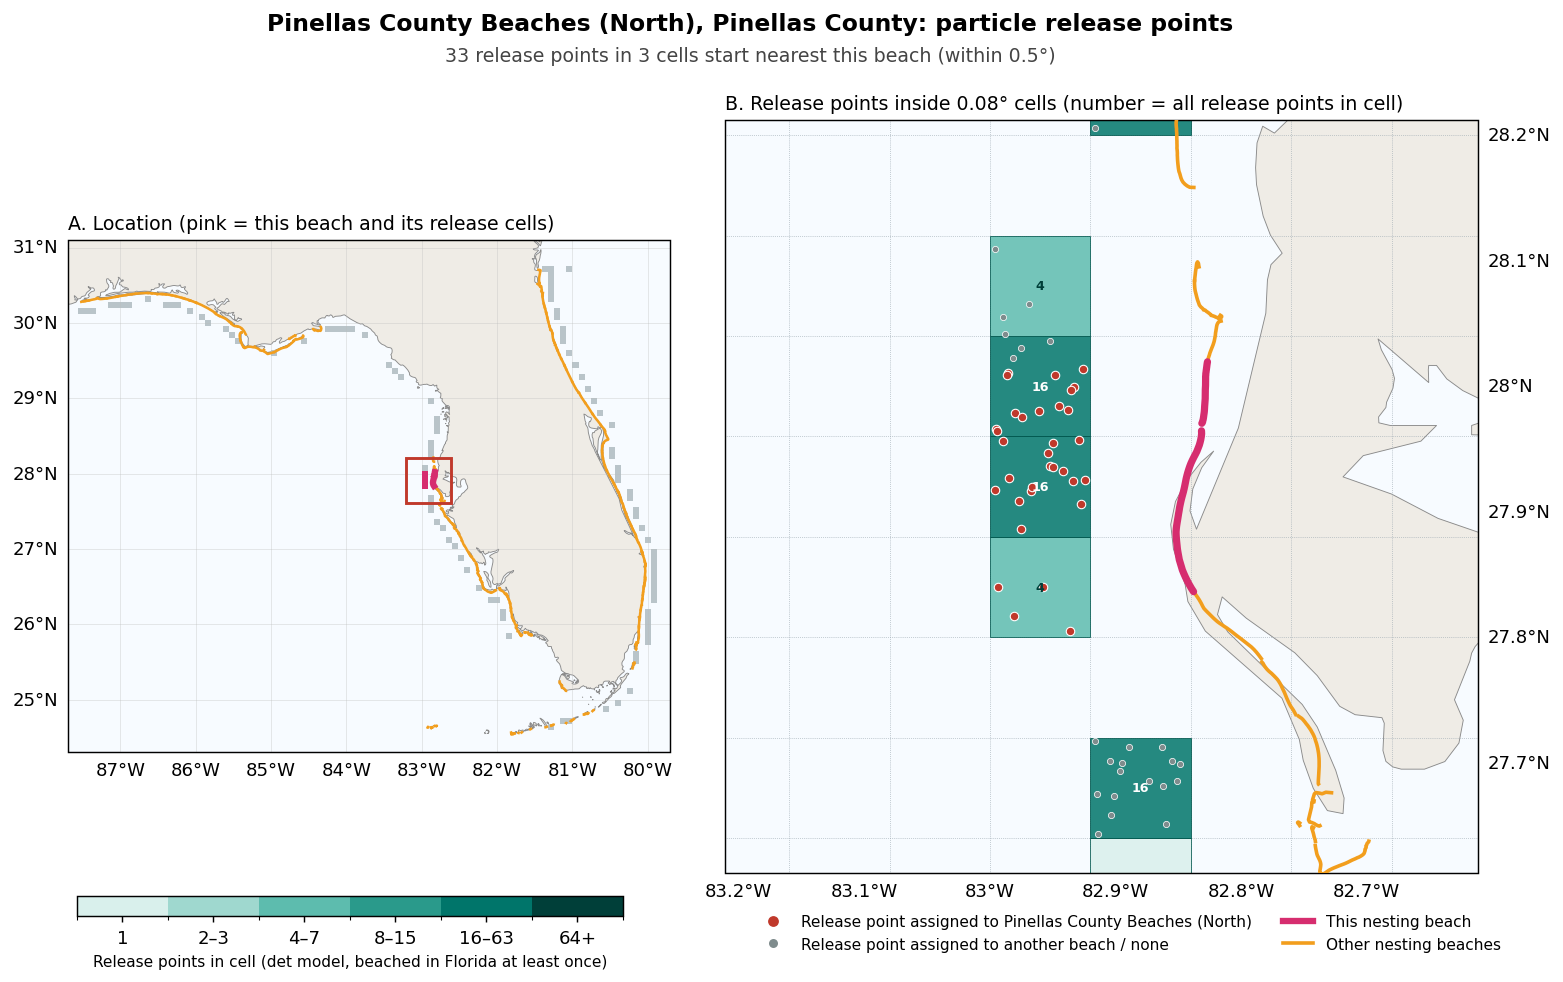 Pinellas County Beaches (North), Pinellas County: particle release points
33 release points in 3 cells start nearest this beach (within 0.5°)
A. Location (pink = this beach and its release cells)
31°N
30°N
29°N
28°N
27°N
26°N
25°N
87°W 86°W 85°W 84°W 83°W 82°W 81°W 80°W
1 2–3 4–7 8–15 16–63 64+
Release points in cell (det model, beached in Florida at least once)
B. Release points inside 0.08° cells (number = all release points in cell)
4
16
16
4
16
28.2°N
28.1°N
28°N
27.9°N
27.8°N
27.7°N
83.2°W 83.1°W 83°W 82.9°W 82.8°W 82.7°W
Release point assigned to Pinellas County Beaches (North)
Release point assigned to another beach / none
This nesting beach
Other nesting beaches